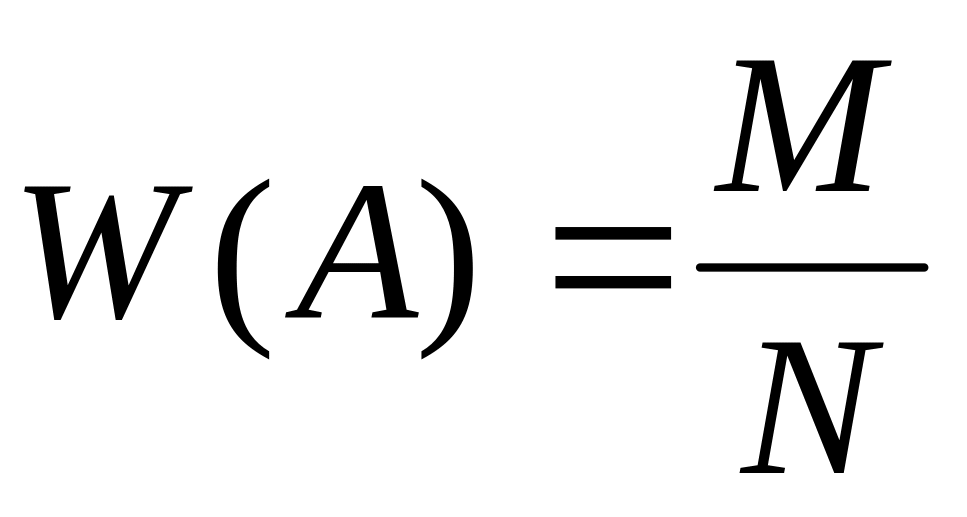 W(A) = M/N